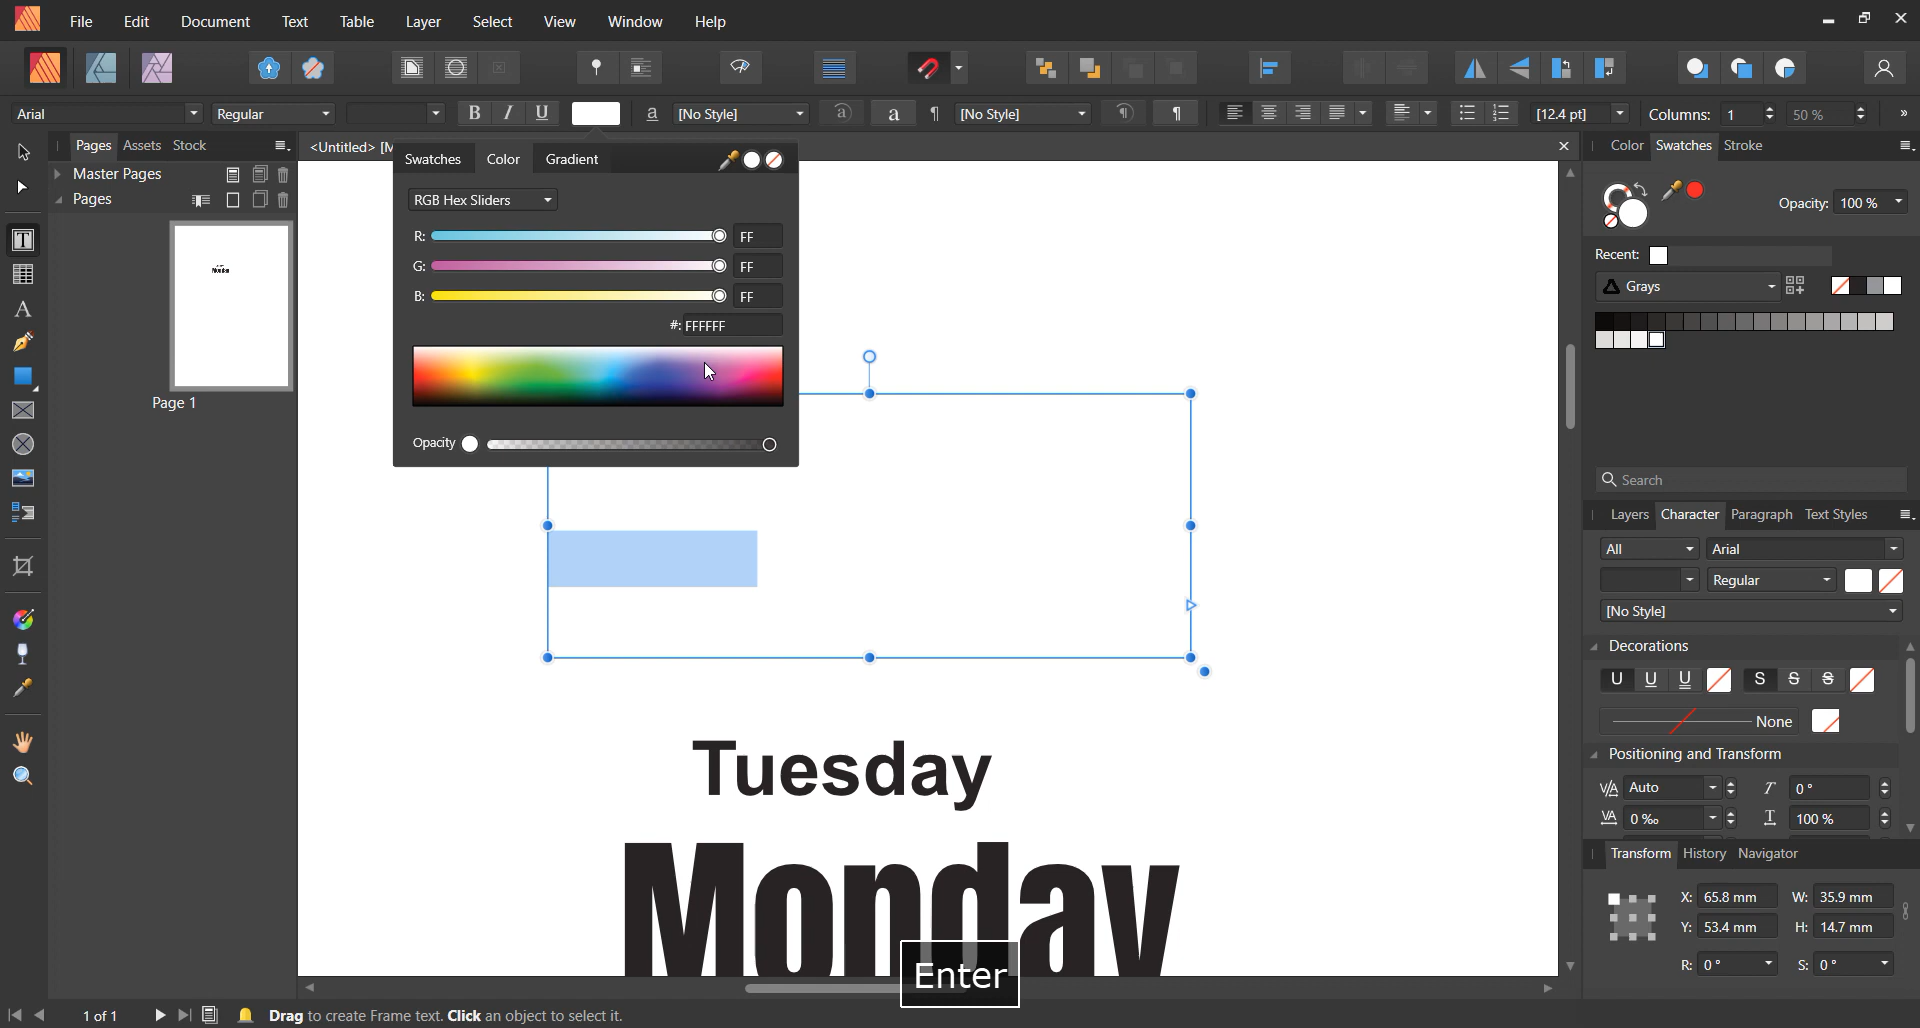 File Edit Document Text Table Layer Select View Window Help
Arial Regular B I U a [No Style] a a ¶ [No Style] ¶ ¶ [12.4 pt] Columns: 1 50 % »
Pages Assets Stock
<Untitled> [M
Swatches Color Gradient
Color Swatches Stroke
Master Pages
Pages
Page 1
RGB Hex Sliders
R: FF
G: FF
B: FF
#: FFFFFF
Opacity
Opacity: 100 %
Recent:
Grays
Search
Layers Character Paragraph Text Styles
All Arial
Regular
[No Style]
Decorations
U U U S S S
None
Positioning and Transform
V/A Auto T 0 °
VA 0 ‰ T 100 %
Transform History Navigator
X: 65.8 mm W: 35.9 mm
Y: 53.4 mm H: 14.7 mm
R: 0 ° S: 0 °
Tuesday
Monday
Enter
1 of 1 Drag to create Frame text. Click an object to select it.